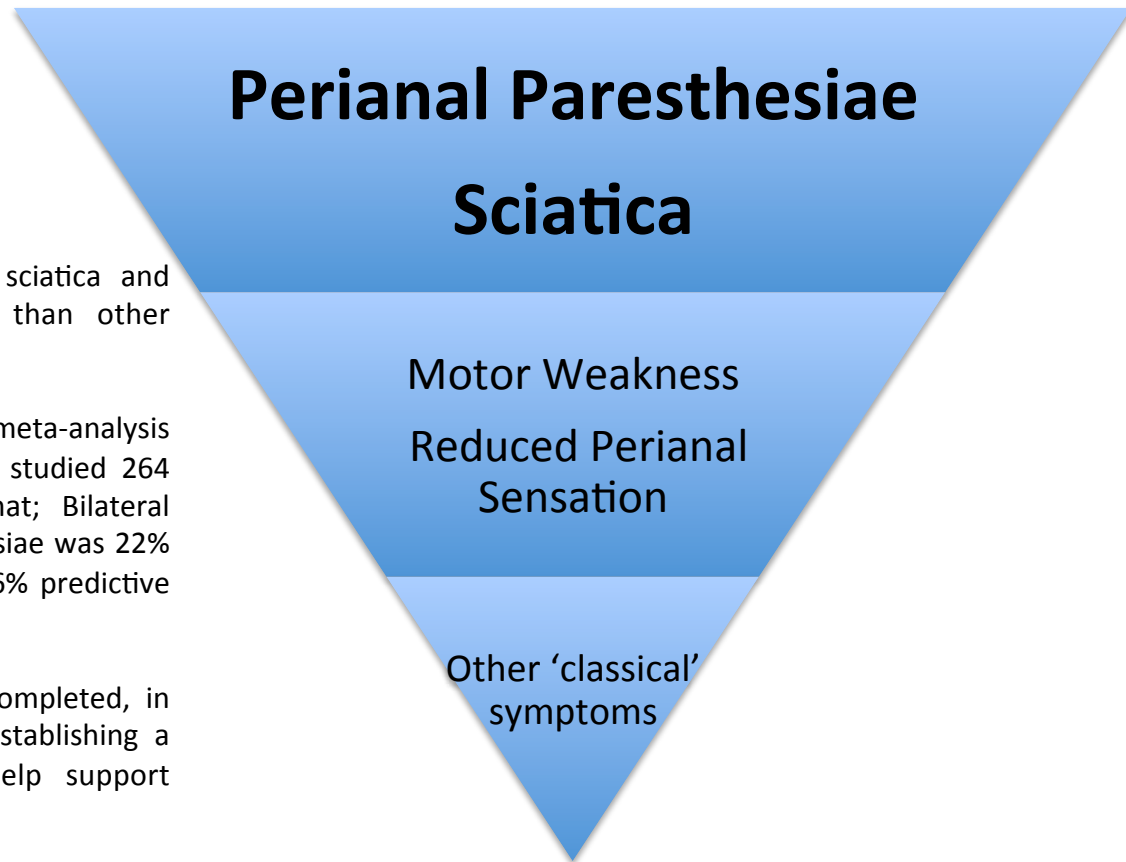 Perianal Paresthesiae
Sciatica
sciatica and
than other
meta-analysis
studied 264
Bilateral
siae was 22%
6% predictive
ompleted, in
stablishing a
elp support
Motor Weakness
Reduced Perianal
Sensation
Other ‘classical’
symptoms